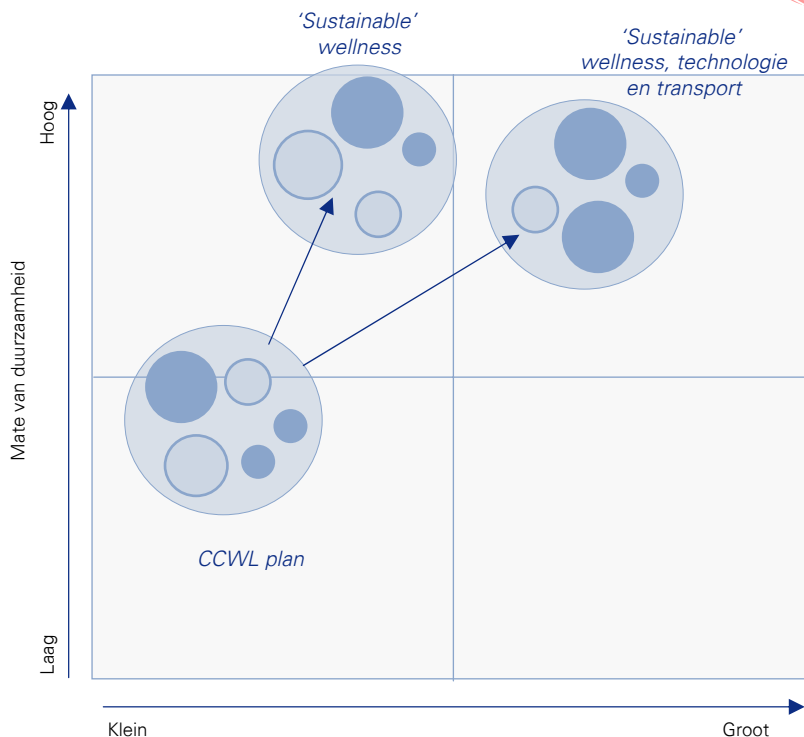 ‘Sustainable’
wellness
‘Sustainable’
wellness, technologie
en transport
Hoog
Mate van duurzaamheid
CCWL plan
Laag
Klein
Groot